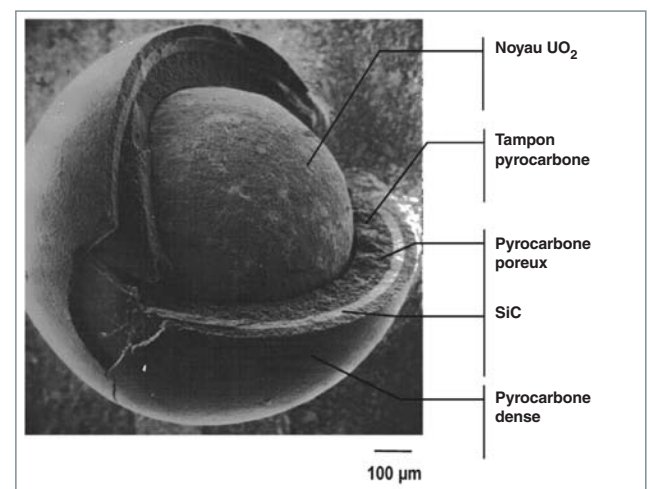 Noyau UO₂
Tampon
pyrocarbone
Pyrocarbone
poreux
SiC
Pyrocarbone
dense
100 µm